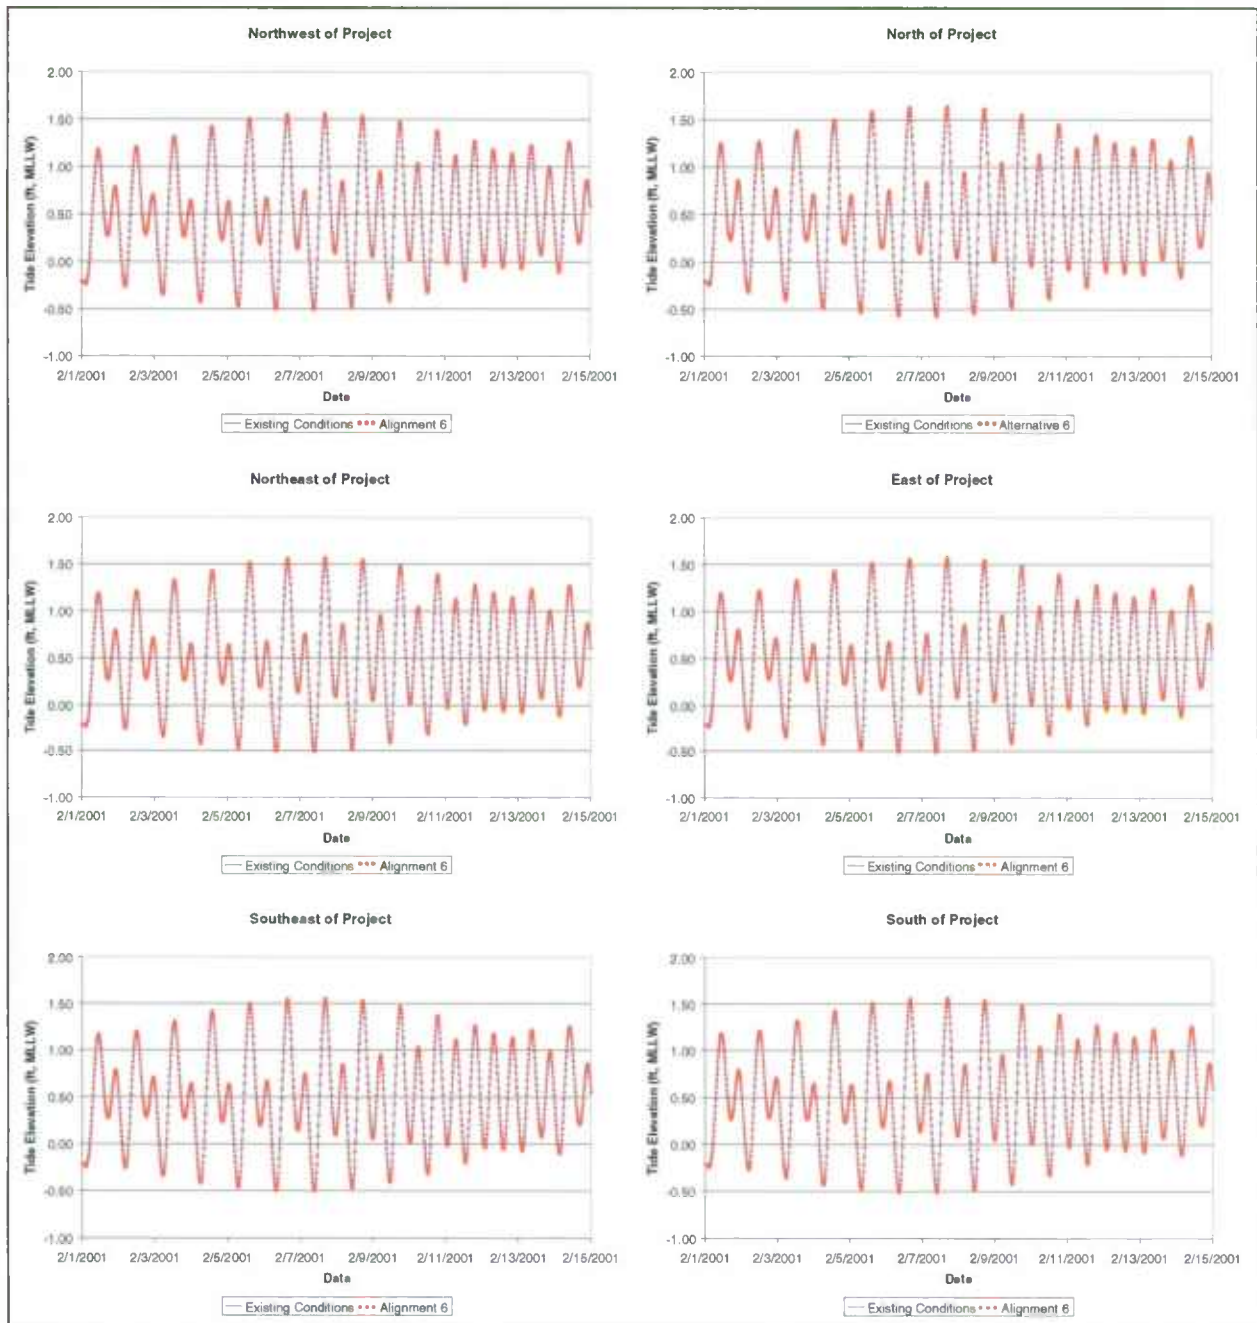 Northwest of Project
Tide Elevation (ft, MLLW)
2.00
1.50
1.00
0.50
0.00
-0.50
-1.00
2/1/2001 2/3/2001 2/5/2001 2/7/2001 2/9/2001 2/11/2001 2/13/2001 2/15/2001
Date
Existing Conditions Alignment 6
North of Project
Tide Elevation (ft, MLLW)
2.00
1.50
1.00
0.50
0.00
-0.50
-1.00
2/1/2001 2/3/2001 2/5/2001 2/7/2001 2/9/2001 2/11/2001 2/13/2001 2/15/2001
Date
Existing Conditions Alternative 6
Northeast of Project
Tide Elevation (ft, MLLW)
2.00
1.50
1.00
0.50
0.00
-0.50
-1.00
2/1/2001 2/3/2001 2/5/2001 2/7/2001 2/9/2001 2/11/2001 2/13/2001 2/15/2001
Date
Existing Conditions Alignment 6
East of Project
Tide Elevation (ft, MLLW)
2.00
1.50
1.00
0.50
0.00
-0.50
-1.00
2/1/2001 2/3/2001 2/5/2001 2/7/2001 2/9/2001 2/11/2001 2/13/2001 2/15/2001
Date
Existing Conditions Alignment 6
Southeast of Project
Tide Elevation (ft, MLLW)
2.00
1.50
1.00
0.50
0.00
-0.50
-1.00
2/1/2001 2/3/2001 2/5/2001 2/7/2001 2/9/2001 2/11/2001 2/13/2001 2/15/2001
Date
Existing Conditions Alignment 6
South of Project
Tide Elevation (ft, MLLW)
2.00
1.50
1.00
0.50
0.00
-0.50
-1.00
2/1/2001 2/3/2001 2/5/2001 2/7/2001 2/9/2001 2/11/2001 2/13/2001 2/15/2001
Date
Existing Conditions Alignment 6